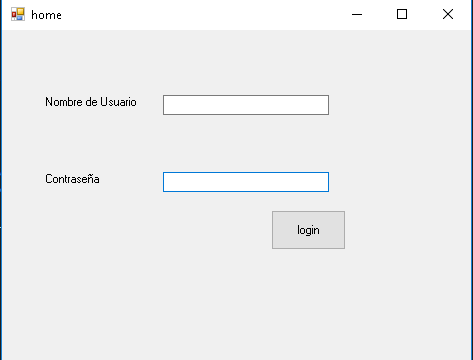 home
Nombre de Usuario
Contraseña
login